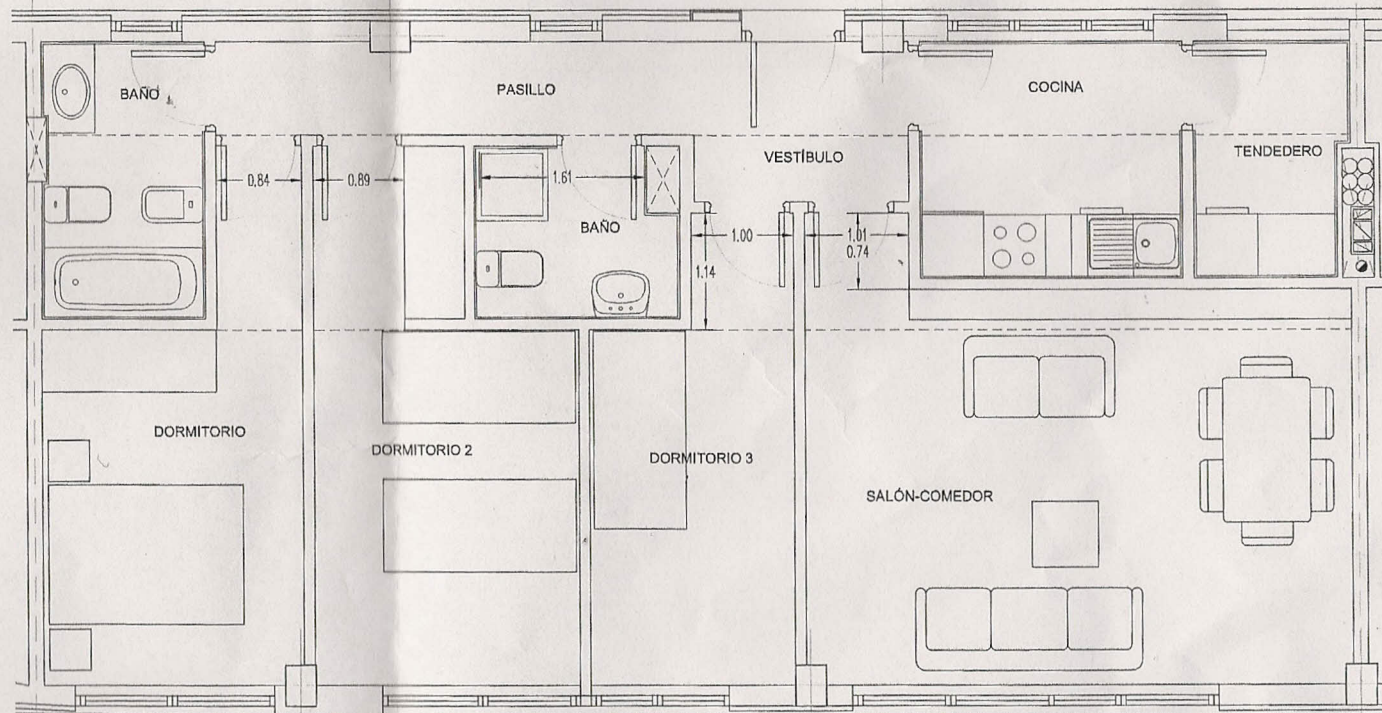 BAÑO
PASILLO
COCINA
VESTÍBULO
TENDEDERO
0.84
0.89
1.61
BAÑO
1.00
1.01
0.74
1.14
DORMITORIO
DORMITORIO 2
DORMITORIO 3
SALÓN-COMEDOR